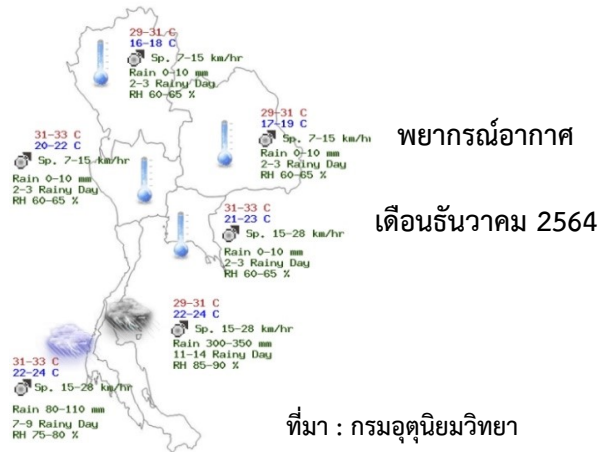 29-31 C
16-18 C
Sp. 7-15 km/hr
Rain 0-10 mm
2-3 Rainy Day
RH 60-65 %
29-31 C
17-19 C
Sp. 7-15 km/hr
Rain 0-10 mm
2-3 Rainy Day
RH 60-65 %
พยากรณ์อากาศ
31-33 C
20-22 C
Sp. 7-15 km/hr
Rain 0-10 mm
2-3 Rainy Day
RH 60-65 %
31-33 C
21-23 C
Sp. 15-28 km/hr
Rain 0-10 mm
2-3 Rainy Day
RH 60-65 %
เดือนธันวาคม 2564
29-31 C
22-24 C
Sp. 15-28 km/hr
Rain 300-350 mm
11-14 Rainy Day
RH 85-90 %
31-33 C
22-24 C
Sp. 15-28 km/hr
Rain 80-110 mm
7-9 Rainy Day
RH 75-80 %
ที่มา : กรมอุตุนิยมวิทยา